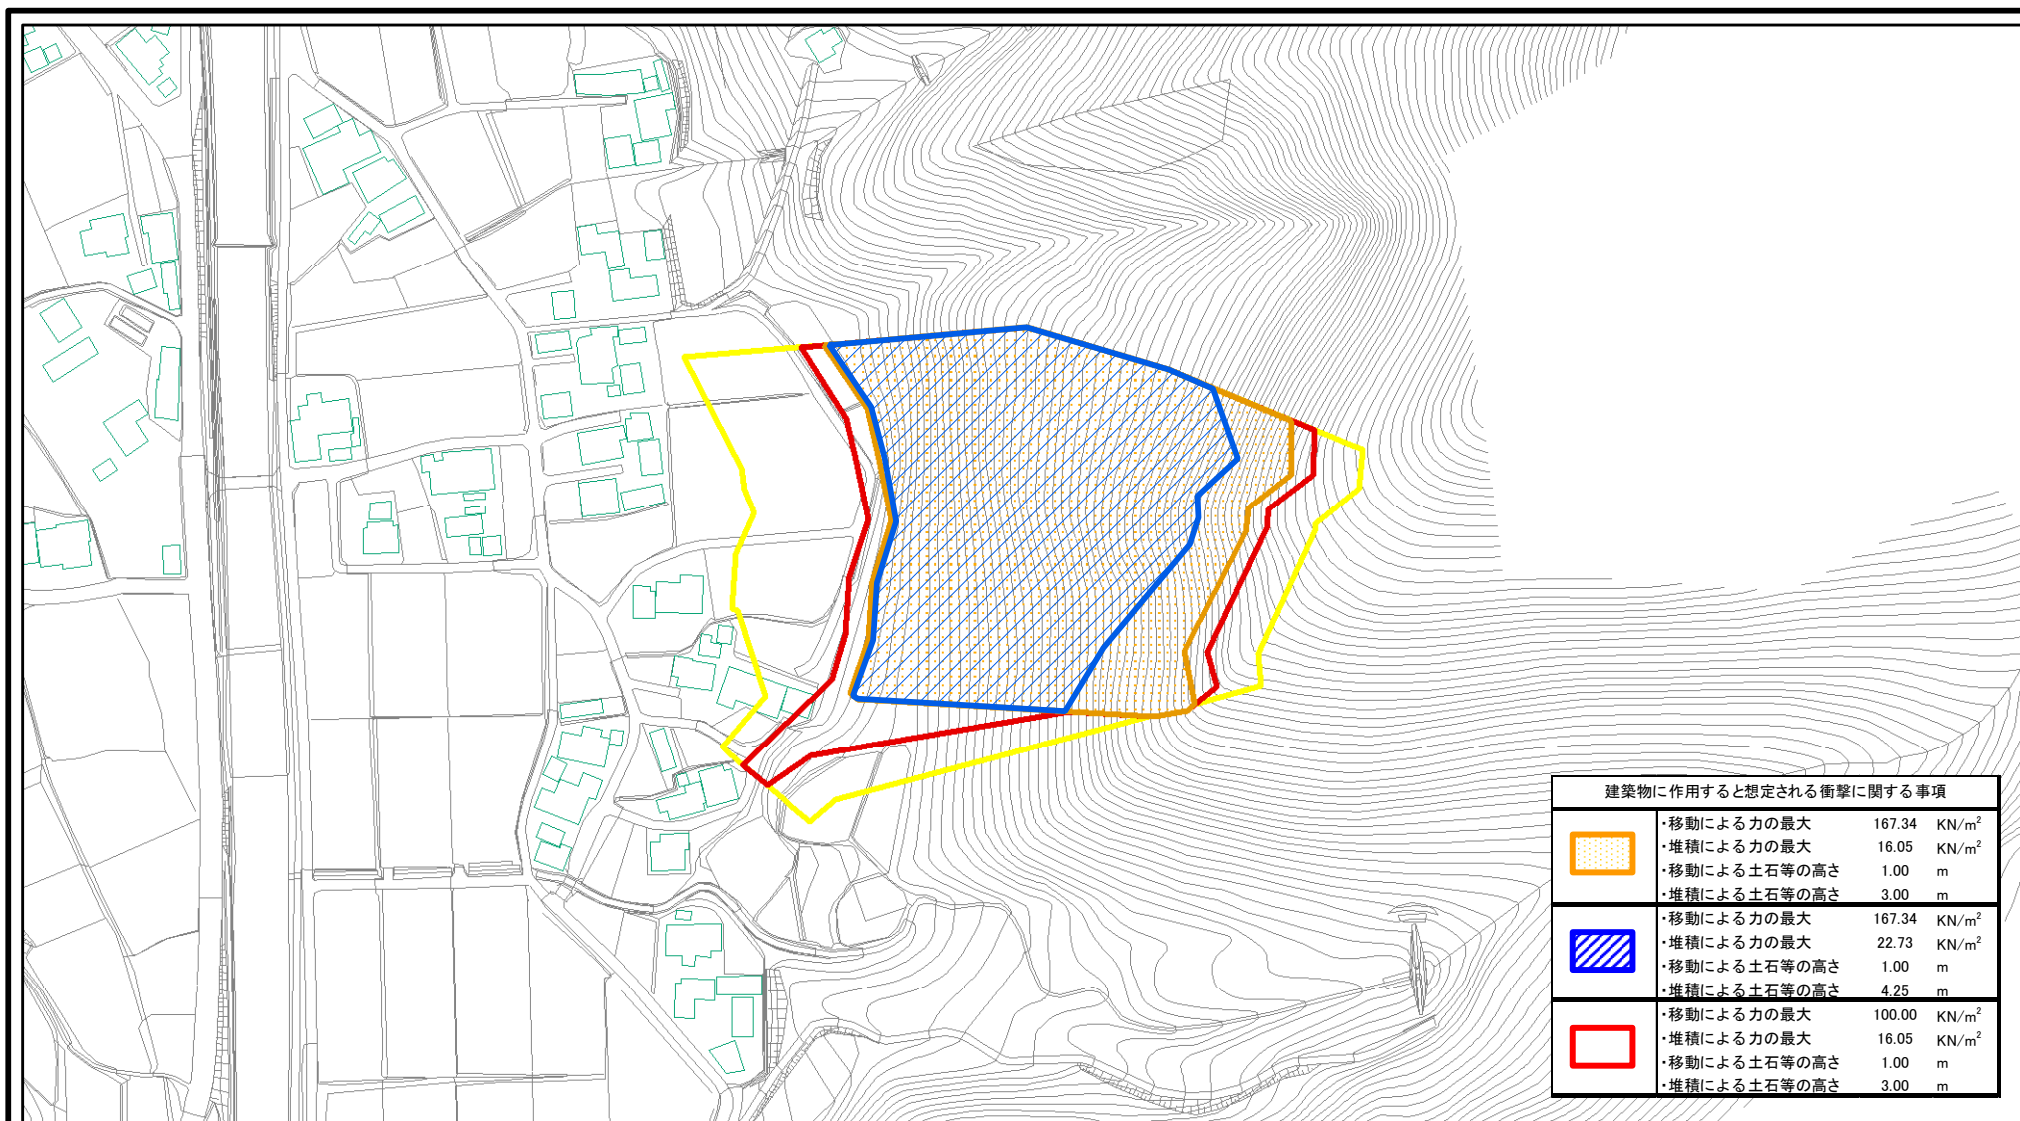 建築物に作用すると想定される衝撃に関する事項
・移動による力の最大 167.34 KN/m²
・堆積による力の最大 16.05 KN/m²
・移動による土石等の高さ 1.00 m
・堆積による土石等の高さ 3.00 m
・移動による力の最大 167.34 KN/m²
・堆積による力の最大 22.73 KN/m²
・移動による土石等の高さ 1.00 m
・堆積による土石等の高さ 4.25 m
・移動による力の最大 100.00 KN/m²
・堆積による力の最大 16.05 KN/m²
・移動による土石等の高さ 1.00 m
・堆積による土石等の高さ 3.00 m